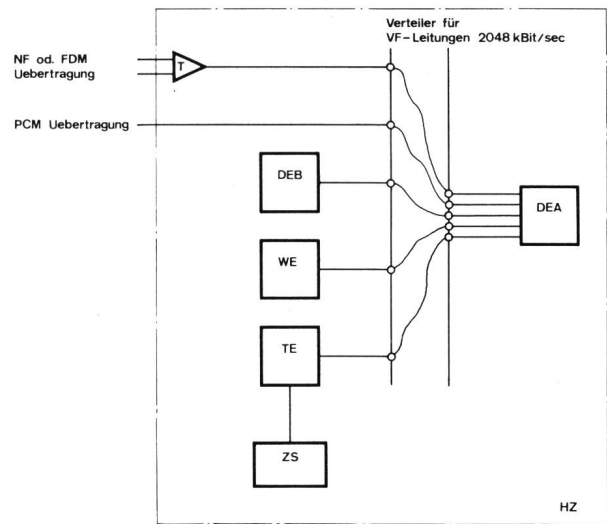 Verteiler für
VF-Leitungen 2048 kBit/sec
NF od. FDM
Uebertragung
T
PCM Uebertragung
DEB
DEA
WE
TE
ZS
HZ